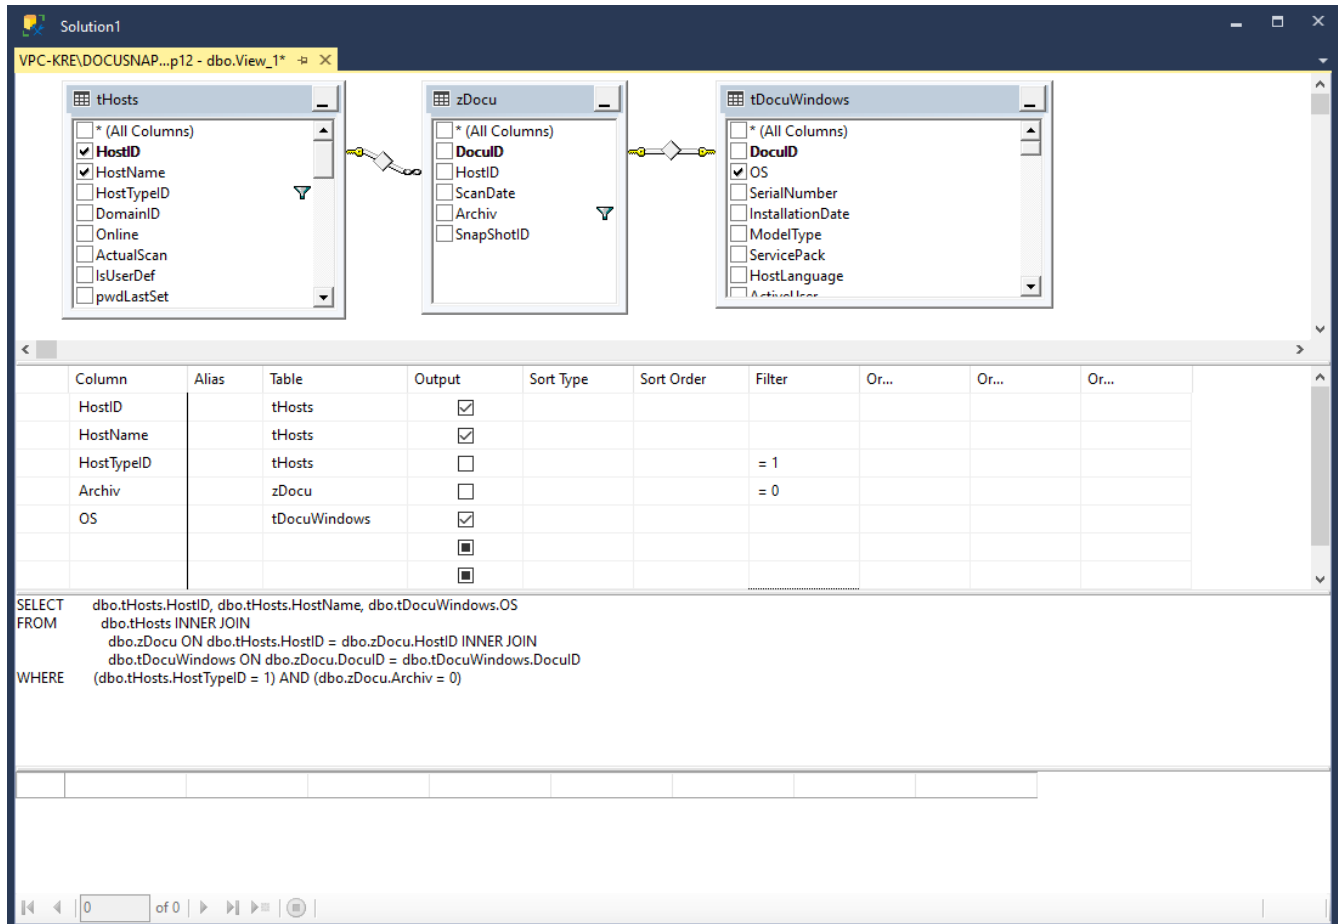 Solution1
VPC-KRE\DOCUSNAP...p12 - dbo.View_1*
tHosts
* (All Columns)
HostID
HostName
HostTypeID
DomainID
Online
ActualScan
IsUserDef
pwdLastSet
zDocu
* (All Columns)
DocuID
HostID
ScanDate
Archiv
SnapShotID
tDocuWindows
* (All Columns)
DocuID
OS
SerialNumber
InstallationDate
ModelType
ServicePack
HostLanguage
ActiveUser
Column Alias Table Output Sort Type Sort Order Filter Or... Or... Or...
HostID tHosts
HostName tHosts
HostTypeID tHosts = 1
Archiv zDocu = 0
OS tDocuWindows
SELECT dbo.tHosts.HostID, dbo.tHosts.HostName, dbo.tDocuWindows.OS
FROM dbo.tHosts INNER JOIN
dbo.zDocu ON dbo.tHosts.HostID = dbo.zDocu.HostID INNER JOIN
dbo.tDocuWindows ON dbo.zDocu.DocuID = dbo.tDocuWindows.DocuID
WHERE (dbo.tHosts.HostTypeID = 1) AND (dbo.zDocu.Archiv = 0)
0 of 0